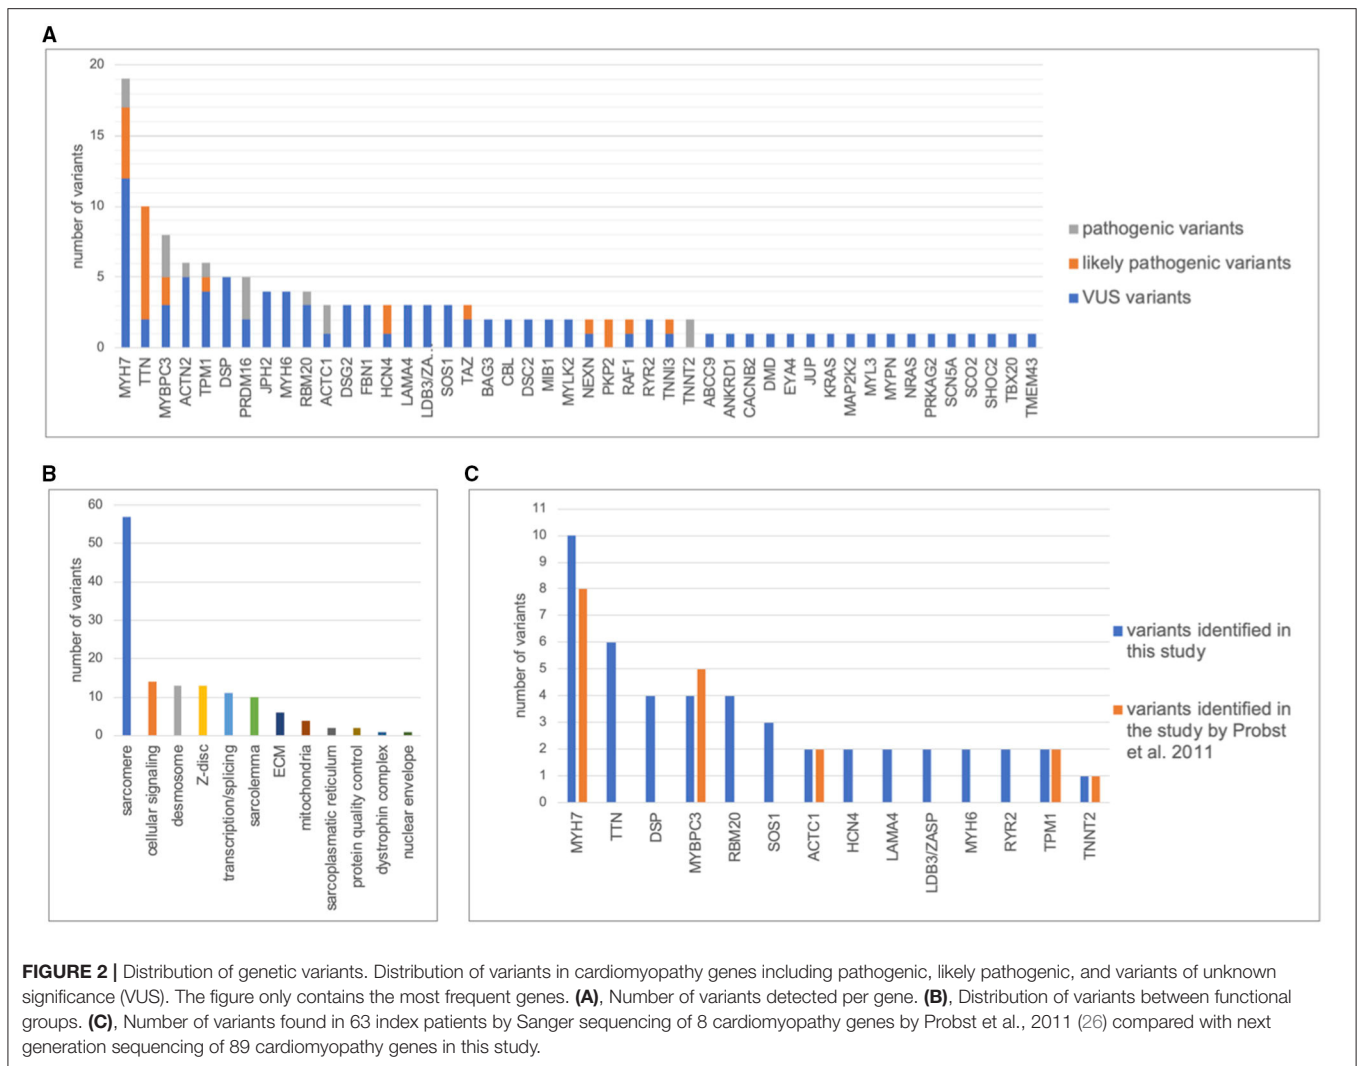 A
20
15
10
5
0
number of variants
MYH7
TTN
MYBPC3
ACTN2
TPM1
DSP
PRDM16
JPH2
MYH6
RBM20
ACTC1
DSG2
FBN1
HCN4
LAMA4
LDB3/ZA...
SOS1
TAZ
BAG3
CBL
DSC2
MIB1
MYLK2
NEXN
PKP2
RAF1
RYR2
TNNI3
TNNT2
ABCC9
ANKRD1
CACNB2
DMD
EYA4
JUP
KRAS
MAP2K2
MYL3
MYPN
NRAS
PRKAG2
SCN5A
SCO2
SHOC2
TBX20
TMEM43
pathogenic variants
likely pathogenic variants
VUS variants
B
60
50
40
30
20
10
0
number of variants
sarcomere
cellular signaling
desmosome
Z-disc
transcription/splicing
sarcolemma
ECM
mitochondria
sarcoplasmatic reticulum
protein quality control
dystrophin complex
nuclear envelope
C
11
10
9
8
7
6
5
4
3
2
1
0
number of variants
MYH7
TTN
DSP
MYBPC3
RBM20
SOS1
ACTC1
HCN4
LAMA4
LDB3/ZASP
MYH6
RYR2
TPM1
TNNT2
variants identified in
this study
variants identified in
the study by Probst
et al. 2011
FIGURE 2 | Distribution of genetic variants. Distribution of variants in cardiomyopathy genes including pathogenic, likely pathogenic, and variants of unknown
significance (VUS). The figure only contains the most frequent genes. (A), Number of variants detected per gene. (B), Distribution of variants between functional
groups. (C), Number of variants found in 63 index patients by Sanger sequencing of 8 cardiomyopathy genes by Probst et al., 2011 (26) compared with next
generation sequencing of 89 cardiomyopathy genes in this study.